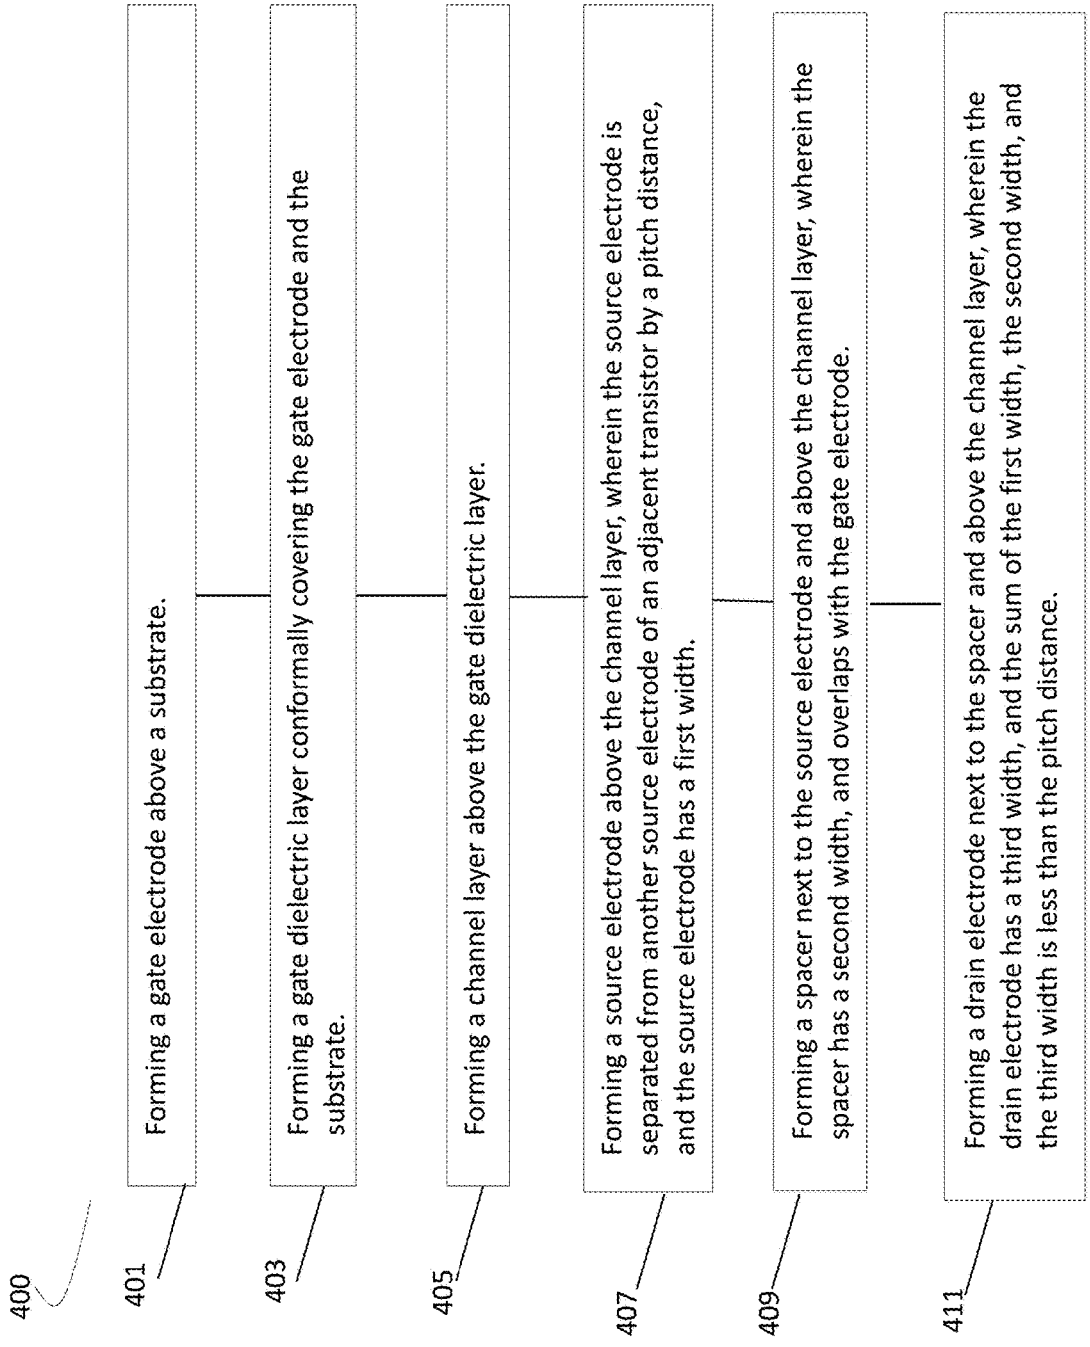 400
401
Forming a gate electrode above a substrate.
403
Forming a gate dielectric layer conformally covering the gate electrode and the
substrate.
405
Forming a channel layer above the gate dielectric layer.
407
Forming a source electrode above the channel layer, wherein the source electrode is
separated from another source electrode of an adjacent transistor by a pitch distance,
and the source electrode has a first width.
409
Forming a spacer next to the source electrode and above the channel layer, wherein the
spacer has a second width, and overlaps with the gate electrode.
411
Forming a drain electrode next to the spacer and above the channel layer, wherein the
drain electrode has a third width, and the sum of the first width, the second width, and
the third width is less than the pitch distance.